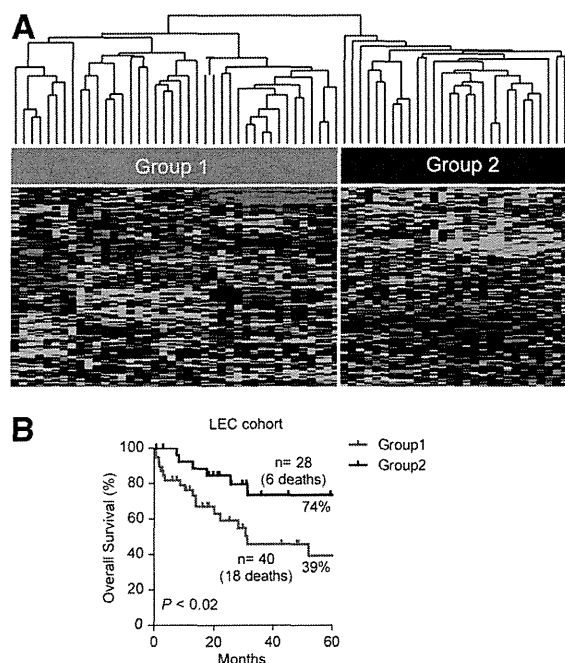 A
Group 1
Group 2
B
LEC cohort
Group1
Group2
Overall Survival (%)
100
80
60
40
20
0
n= 28
(6 deaths)
74%
n= 40
(18 deaths)
39%
P < 0.02
0
20
40
60
Months